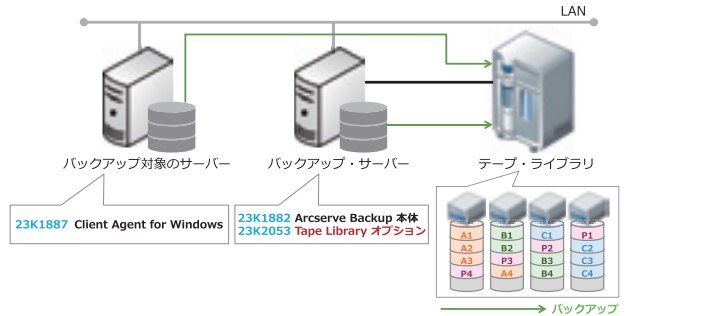 LAN
バックアップ対象のサーバー
バックアップ・サーバー
テープ・ライブラリ
23K1887 Client Agent for Windows
23K1882 Arcserve Backup 本体
23K2053 Tape Library オプション
A1 B1 C1 P1
A2 B2 P2 C2
A3 P3 B3 C3
P4 A4 B4 C4
バックアップ